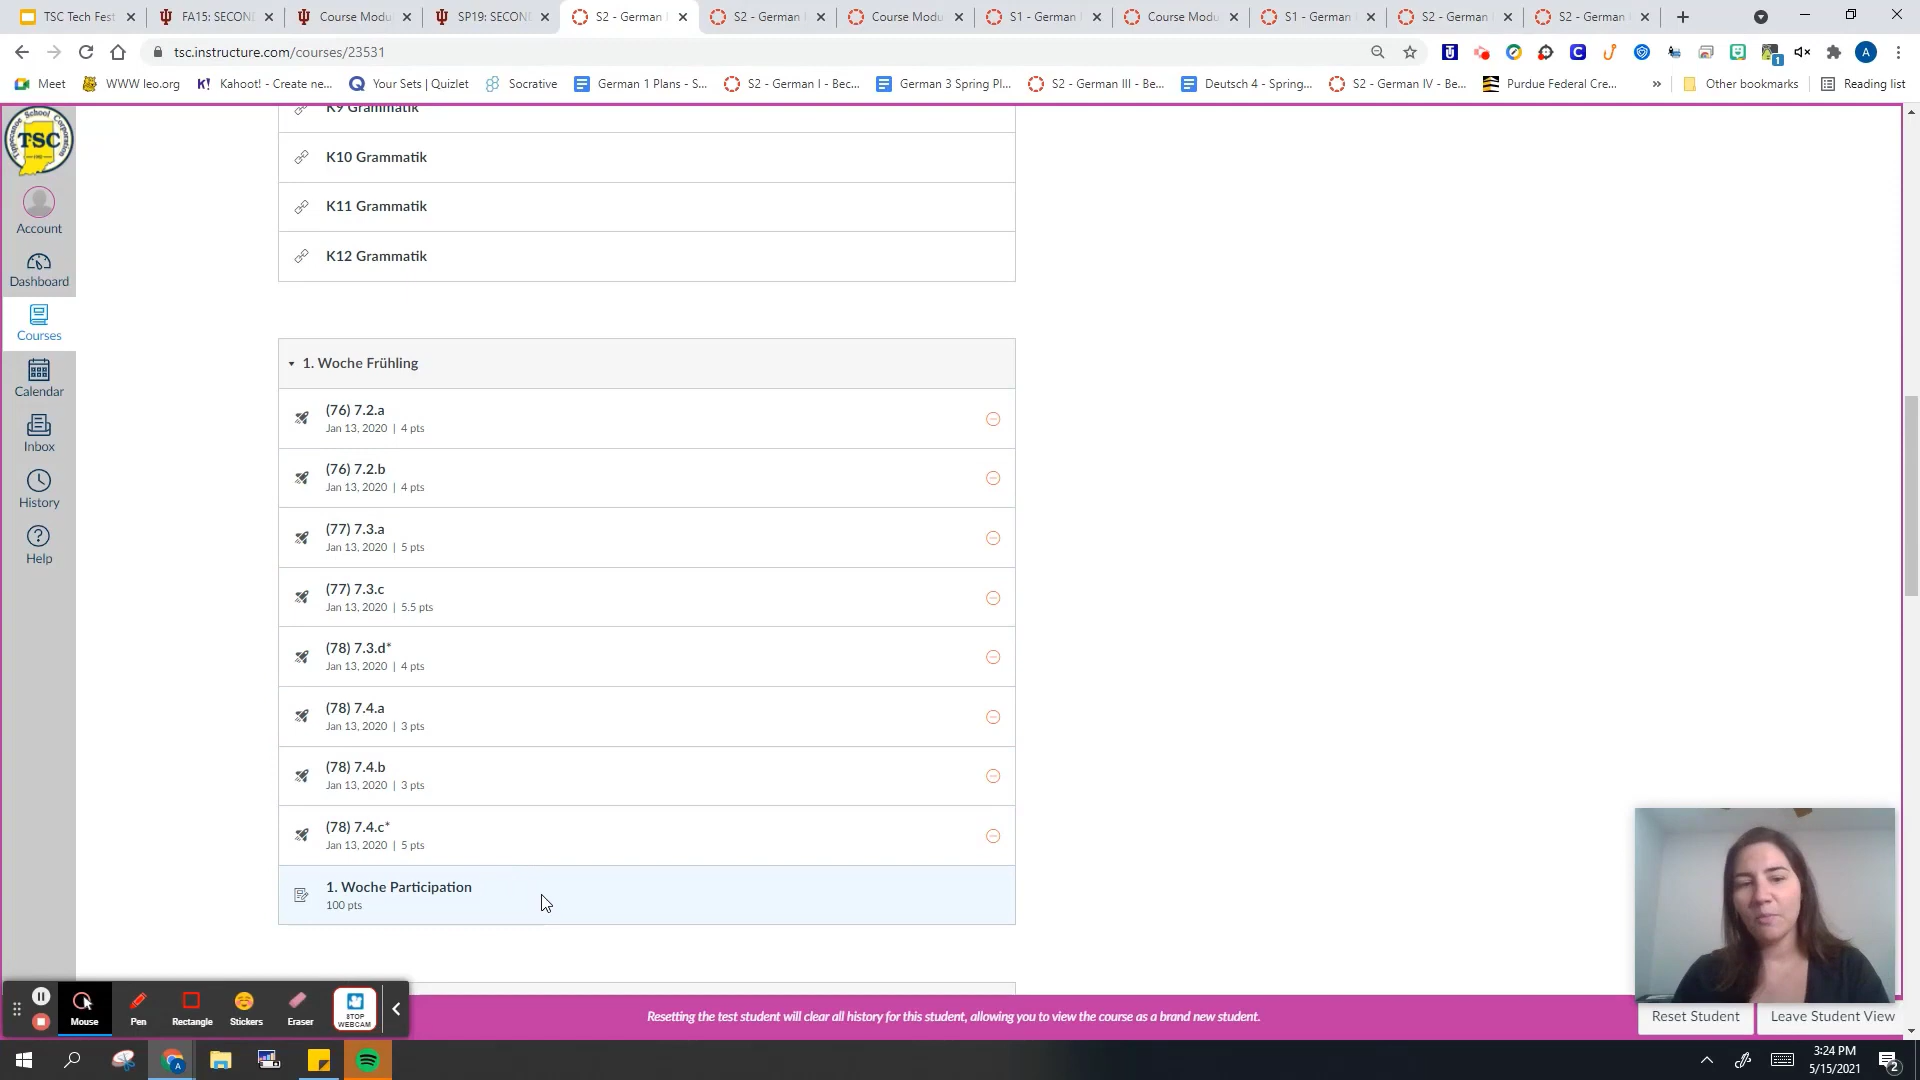 TSC Tech Fest
FA15: SECOND
Course Modu
SP19: SECON
S2 - German
S2 - German
Course Modu
S1 - German
Course Modu
S1 - German
S2 - German
S2 - German
tsc.instructure.com/courses/23531
Meet
WWW leo.org
Kahoot! - Create ne...
Your Sets | Quizlet
Socrative
German 1 Plans - S...
S2 - German I - Bec...
German 3 Spring Pl...
S2 - German III - Be...
Deutsch 4 - Spring...
S2 - German IV - Be...
Purdue Federal Cre...
Other bookmarks
Reading list
Tippecanoe School Corporation
TSC
Account
Dashboard
Courses
Calendar
Inbox
History
Help
K9 Grammatik
K10 Grammatik
K11 Grammatik
K12 Grammatik
1. Woche Frühling
(76) 7.2.a
Jan 13, 2020 | 4 pts
(76) 7.2.b
Jan 13, 2020 | 4 pts
(77) 7.3.a
Jan 13, 2020 | 5 pts
(77) 7.3.c
Jan 13, 2020 | 5.5 pts
(78) 7.3.d*
Jan 13, 2020 | 4 pts
(78) 7.4.a
Jan 13, 2020 | 3 pts
(78) 7.4.b
Jan 13, 2020 | 3 pts
(78) 7.4.c*
Jan 13, 2020 | 5 pts
1. Woche Participation
100 pts
Mouse
Pen
Rectangle
Stickers
Eraser
STOP
WEBCAM
Resetting the test student will clear all history for this student, allowing you to view the course as a brand new student.
Reset Student
Leave Student View
3:24 PM
5/15/2021
2